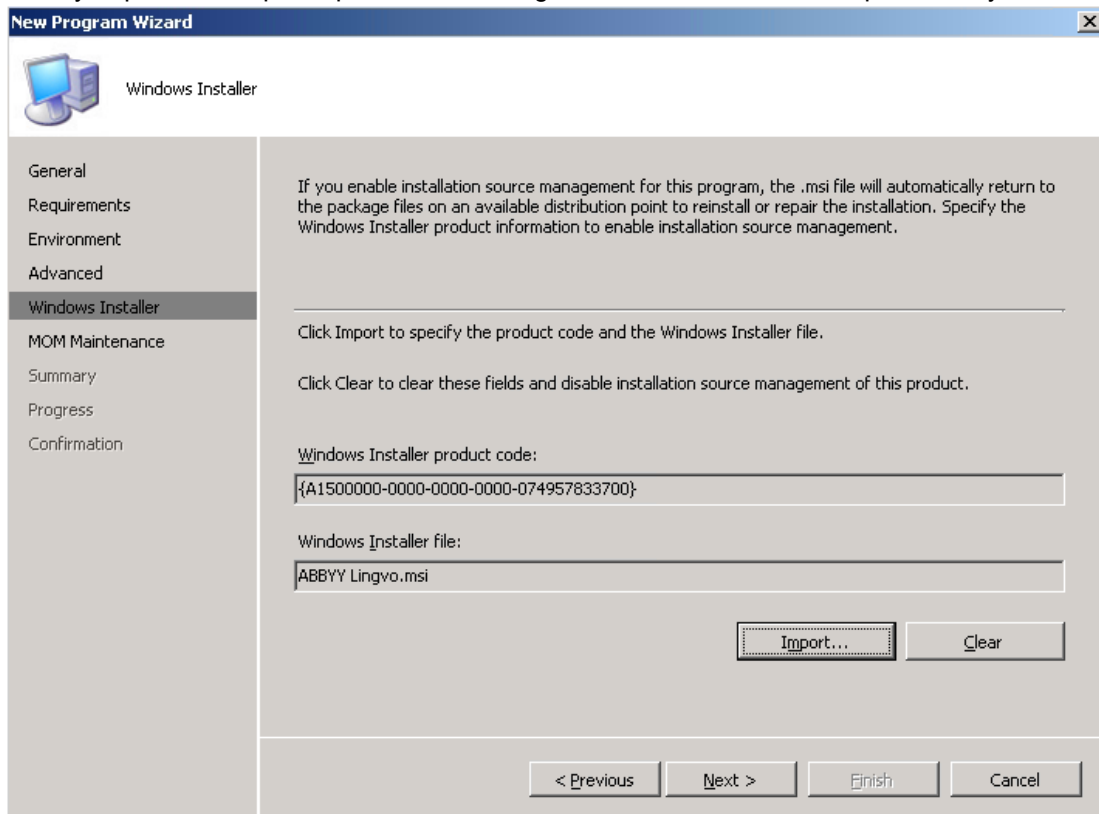 New Program Wizard
Windows Installer
General
Requirements
Environment
Advanced
Windows Installer
MOM Maintenance
Summary
Progress
Confirmation
If you enable installation source management for this program, the .msi file will automatically return to
the package files on an available distribution point to reinstall or repair the installation. Specify the
Windows Installer product information to enable installation source management.
Click Import to specify the product code and the Windows Installer file.
Click Clear to clear these fields and disable installation source management of this product.
Windows Installer product code:
{A1500000-0000-0000-0000-074957833700}
Windows Installer file:
ABBYY Lingvo.msi
Import... Clear
< Previous Next > Finish Cancel